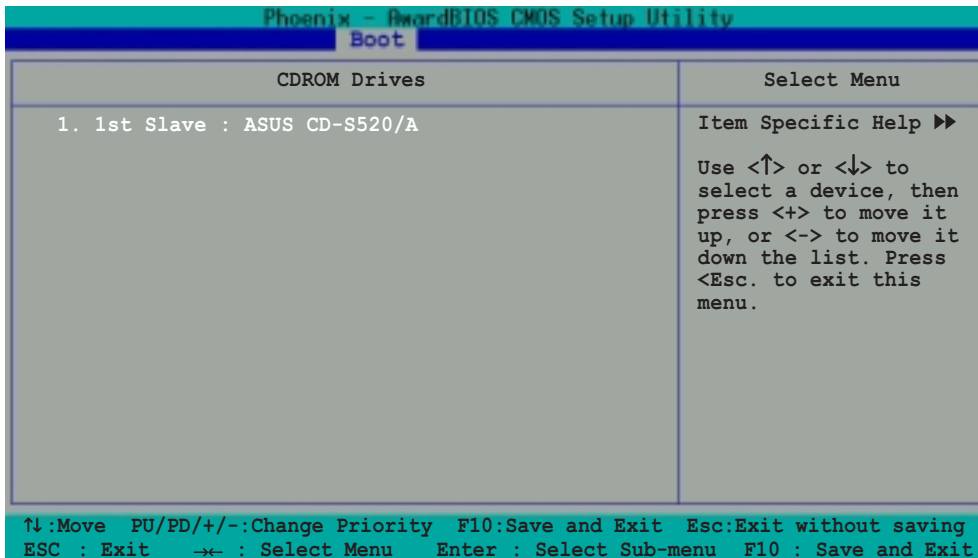 Phoenix - AwardBIOS CMOS Setup Utility
Boot
CDROM Drives
Select Menu
1. 1st Slave : ASUS CD-S520/A
Item Specific Help ▶▶
Use <↑> or <↓> to
select a device, then
press <+> to move it
up, or <-> to move it
down the list. Press
<Esc. to exit this
menu.
↑↓:Move PU/PD/+/-:Change Priority F10:Save and Exit Esc:Exit without saving
ESC : Exit →← : Select Menu Enter : Select Sub-menu F10 : Save and Exit